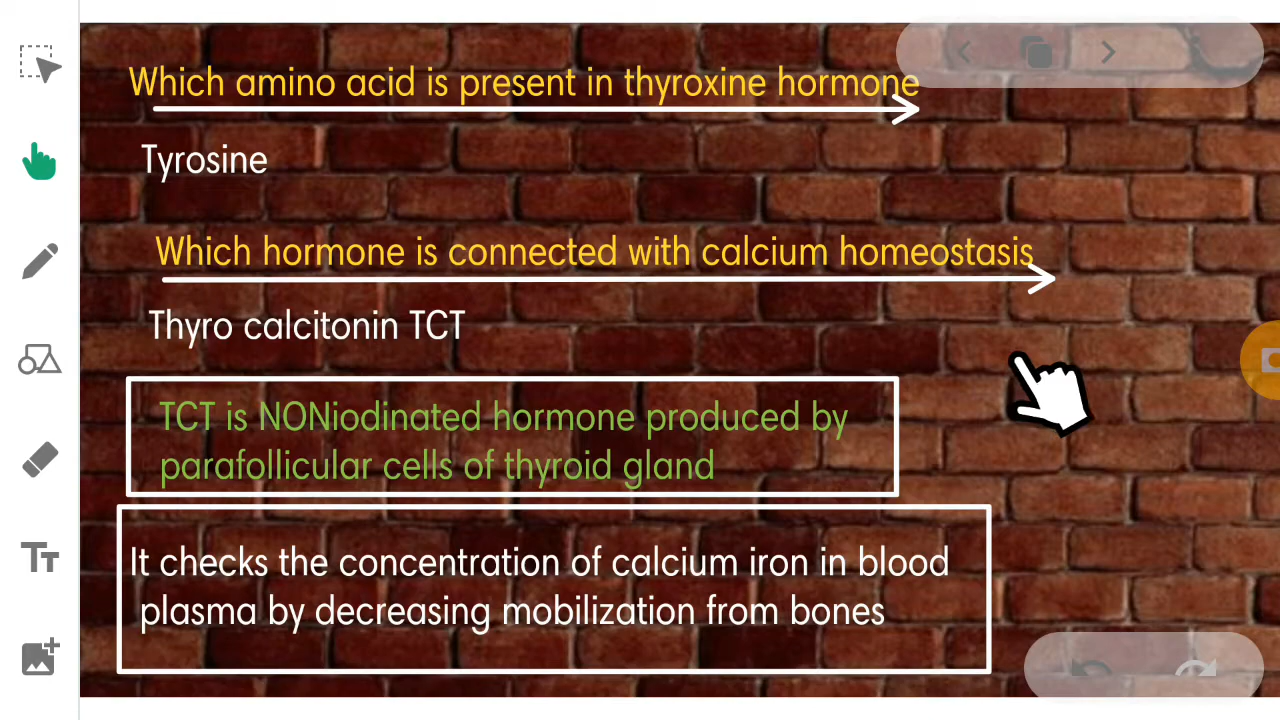 Which amino acid is present in thyroxine hormone
Tyrosine
Which hormone is connected with calcium homeostasis
Thyro calcitonin TCT
TCT is NONiodinated hormone produced by
parafollicular cells of thyroid gland
It checks the concentration of calcium iron in blood
plasma by decreasing mobilization from bones